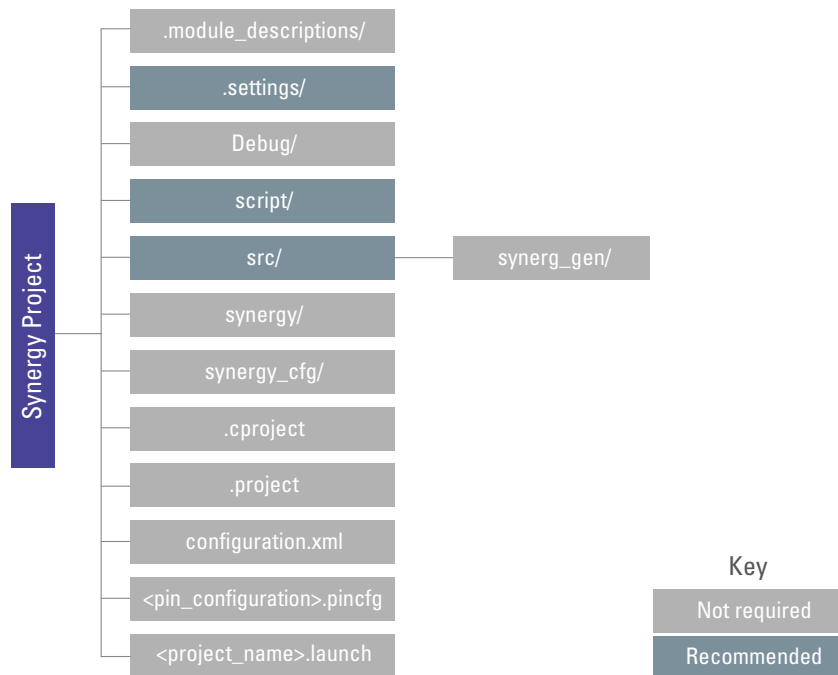 Synergy Project
.module_descriptions/
.settings/
Debug/
script/
src/
synerg_gen/
synergy/
synergy_cfg/
.cproject
.project
configuration.xml
<pin_configuration>.pincfg
<project_name>.launch
Key
Not required
Recommended